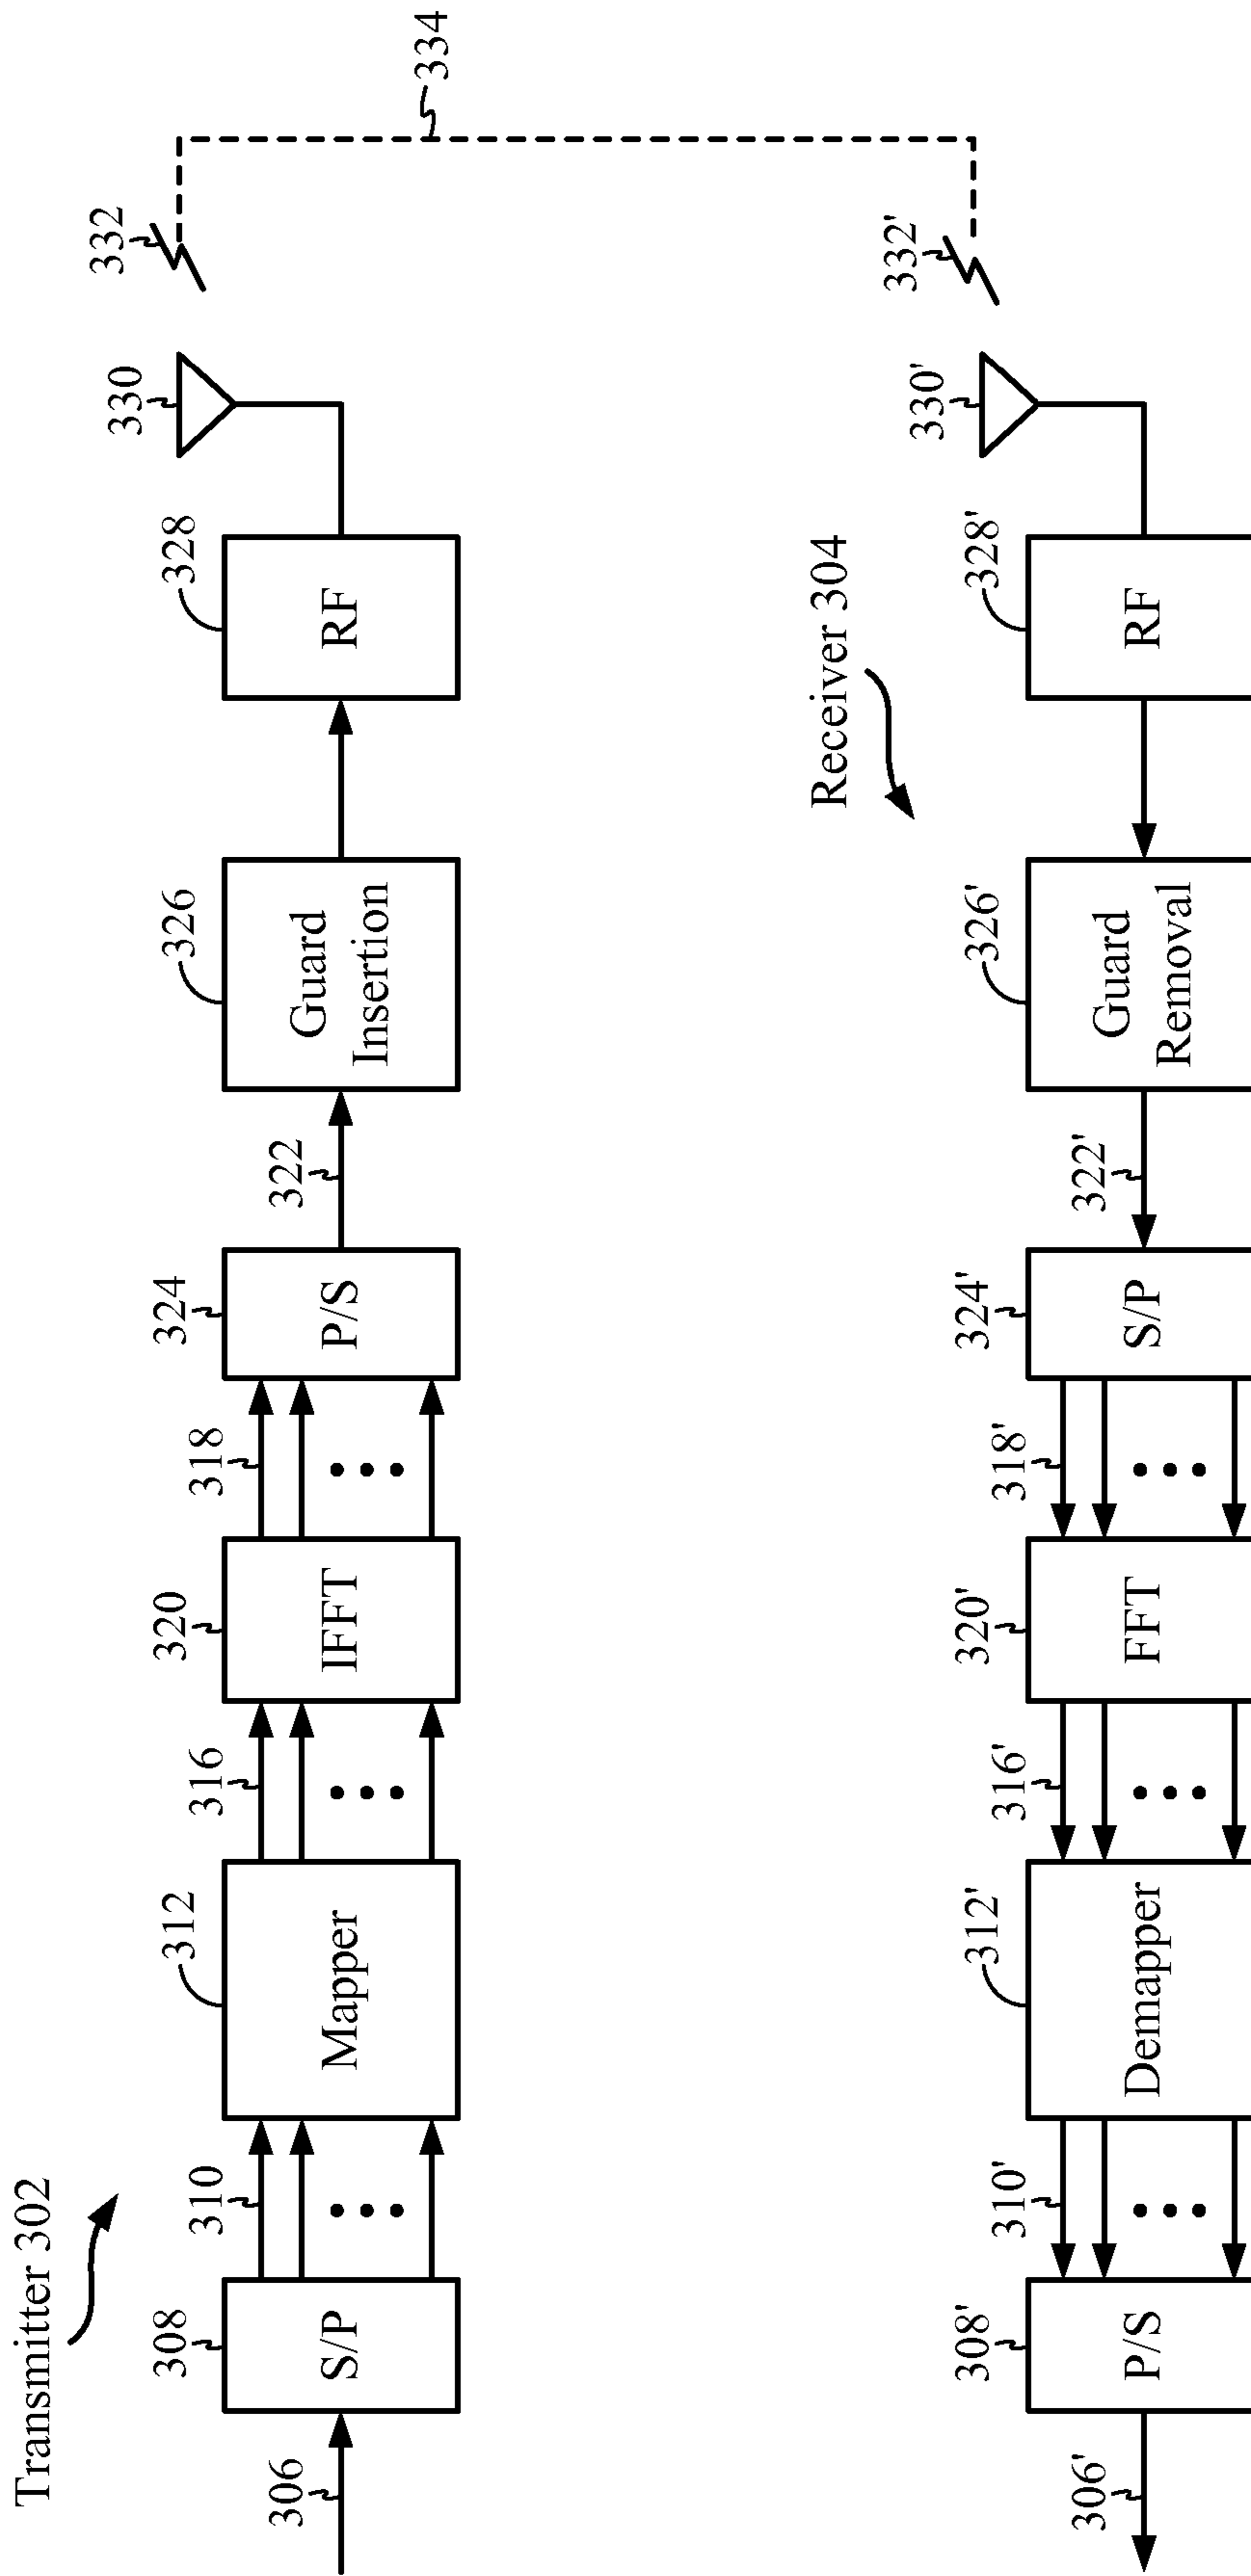 Transmitter 302
306
308
S/P
310
312
Mapper
316
320
IFFT
318
324
P/S
322
326
Guard
Insertion
328
RF
330
332
334
Receiver 304
306'
308'
P/S
310'
312'
Demapper
316'
320'
FFT
318'
324'
S/P
322'
326'
Guard
Removal
328'
RF
330'
332'